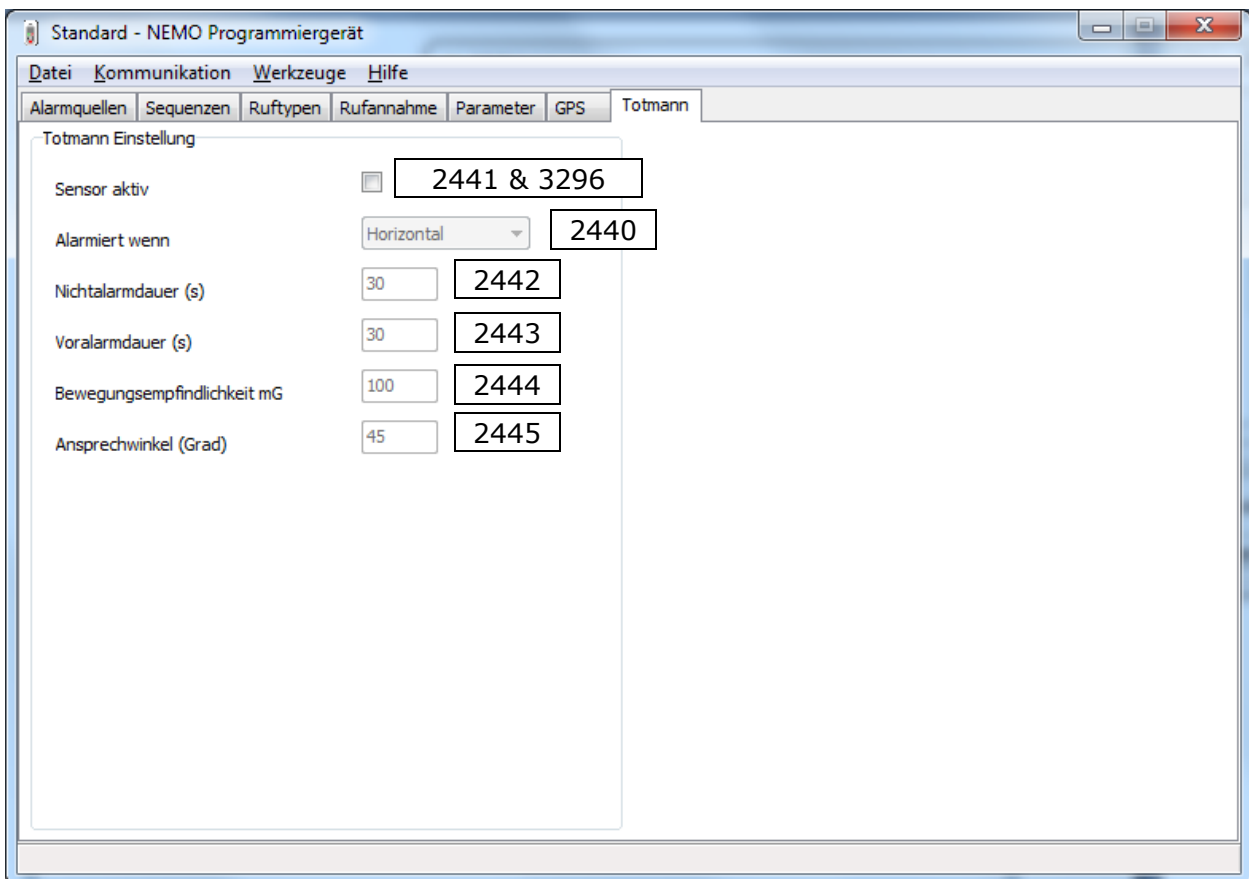 Standard - NEMO Programmiergerät
Datei Kommunikation Werkzeuge Hilfe
Alarmquellen Sequenzen Ruftypen Rufannahme Parameter GPS Totmann
Totmann Einstellung
Sensor aktiv 2441 & 3296
Alarmiert wenn Horizontal 2440
Nichtalarmdauer (s) 30 2442
Voralarmdauer (s) 30 2443
Bewegungsempfindlichkeit mG 100 2444
Ansprechwinkel (Grad) 45 2445